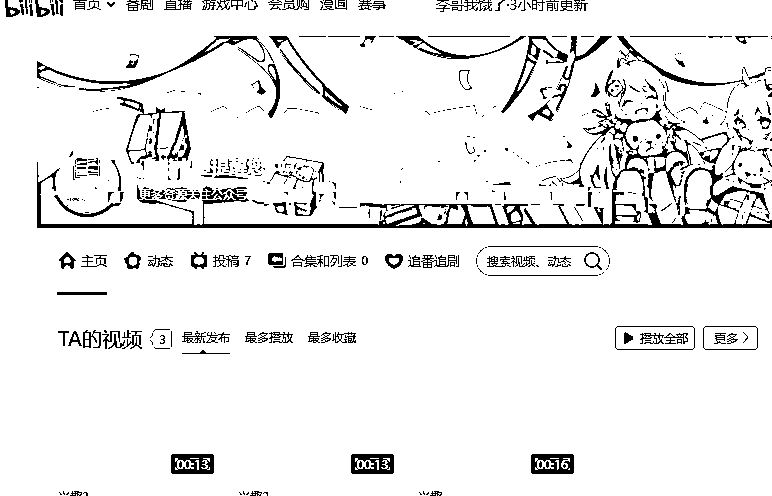 bilibili 首页 番剧 直播 游戏中心 会员购 漫画 赛事 李哥我饿了·3小时前更新
主页 动态 投稿 7 合集和列表 0 追番追剧 搜索视频、动态
TA的视频 3 最新发布 最多播放 最多收藏 播放全部 更多
00:13 00:13 00:16